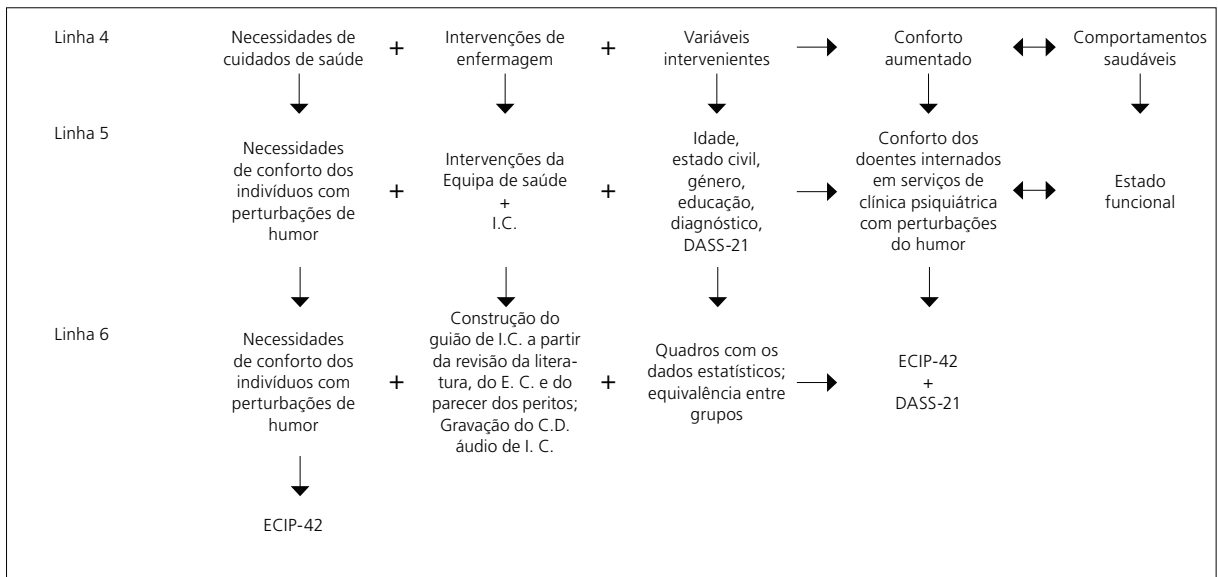 Linha 4
Necessidades de
cuidados de saúde
+
Intervenções de
enfermagem
+
Variáveis
intervenientes
Conforto
aumentado
Comportamentos
saudáveis
Linha 5
Necessidades
de conforto dos
indivíduos com
perturbações de
humor
+
Intervenções da
Equipa de saúde
+
I.C.
+
Idade,
estado civil,
género,
educação,
diagnóstico,
DASS-21
Conforto dos
doentes internados
em serviços de
clínica psiquiátrica
com perturbações
do humor
Estado
funcional
Linha 6
Necessidades
de conforto dos
indivíduos com
perturbações de
humor
+
Construção do
guião de I.C. a partir
da revisão da litera-
tura, do E. C. e do
parecer dos peritos;
Gravação do C.D.
áudio de I. C.
+
Quadros com os
dados estatísticos;
equivalência entre
grupos
ECIP-42
+
DASS-21
ECIP-42